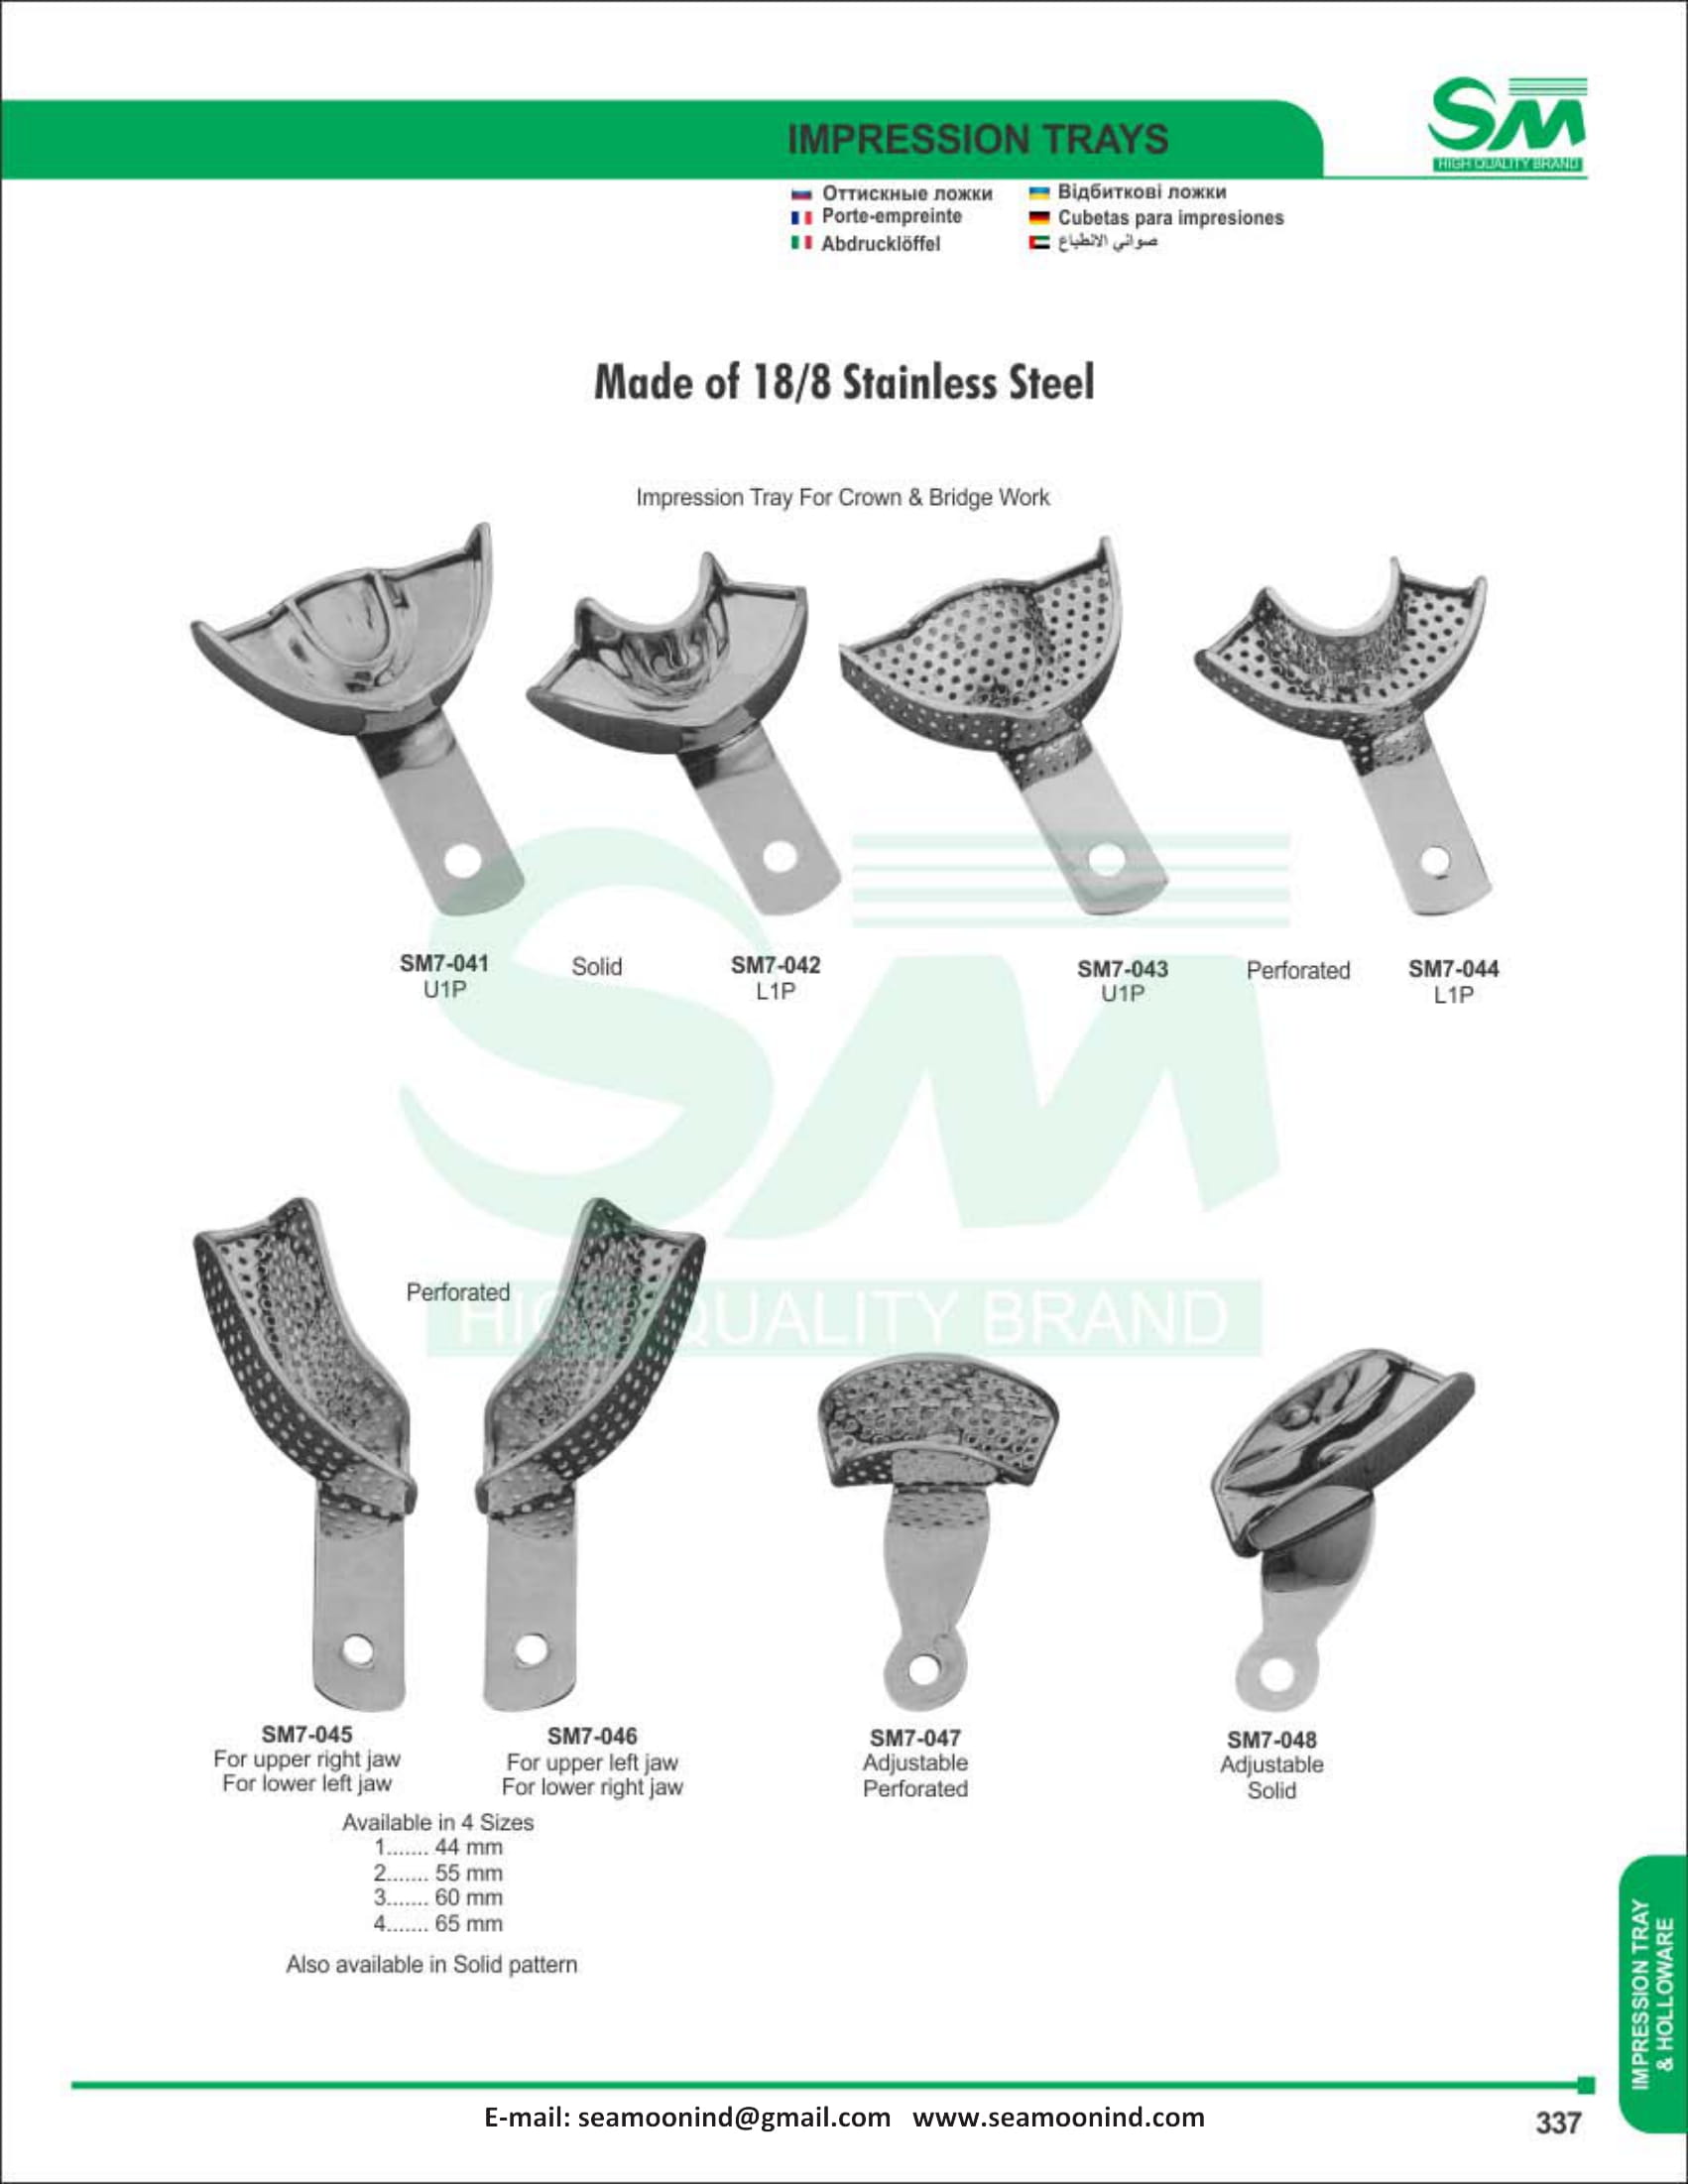 SM
HIGH QUALITY BRAND
IMPRESSION TRAYS
Оттискные ложки
Porte-empreinte
Abdrucklöffel
Відбиткові ложки
Cubetas para impresiones
صواني الانطباع
Made of 18/8 Stainless Steel
Impression Tray For Crown & Bridge Work
SM7-041
U1P
Solid
SM7-042
L1P
SM7-043
U1P
Perforated
SM7-044
L1P
SM
HIGH QUALITY BRAND
Perforated
SM7-045
For upper right jaw
For lower left jaw
SM7-046
For upper left jaw
For lower right jaw
SM7-047
Adjustable
Perforated
SM7-048
Adjustable
Solid
Available in 4 Sizes
1....... 44 mm
2....... 55 mm
3....... 60 mm
4....... 65 mm
Also available in Solid pattern
IMPRESSION TRAY
& HOLLOWARE
E-mail: seamoonind@gmail.com www.seamoonind.com
337